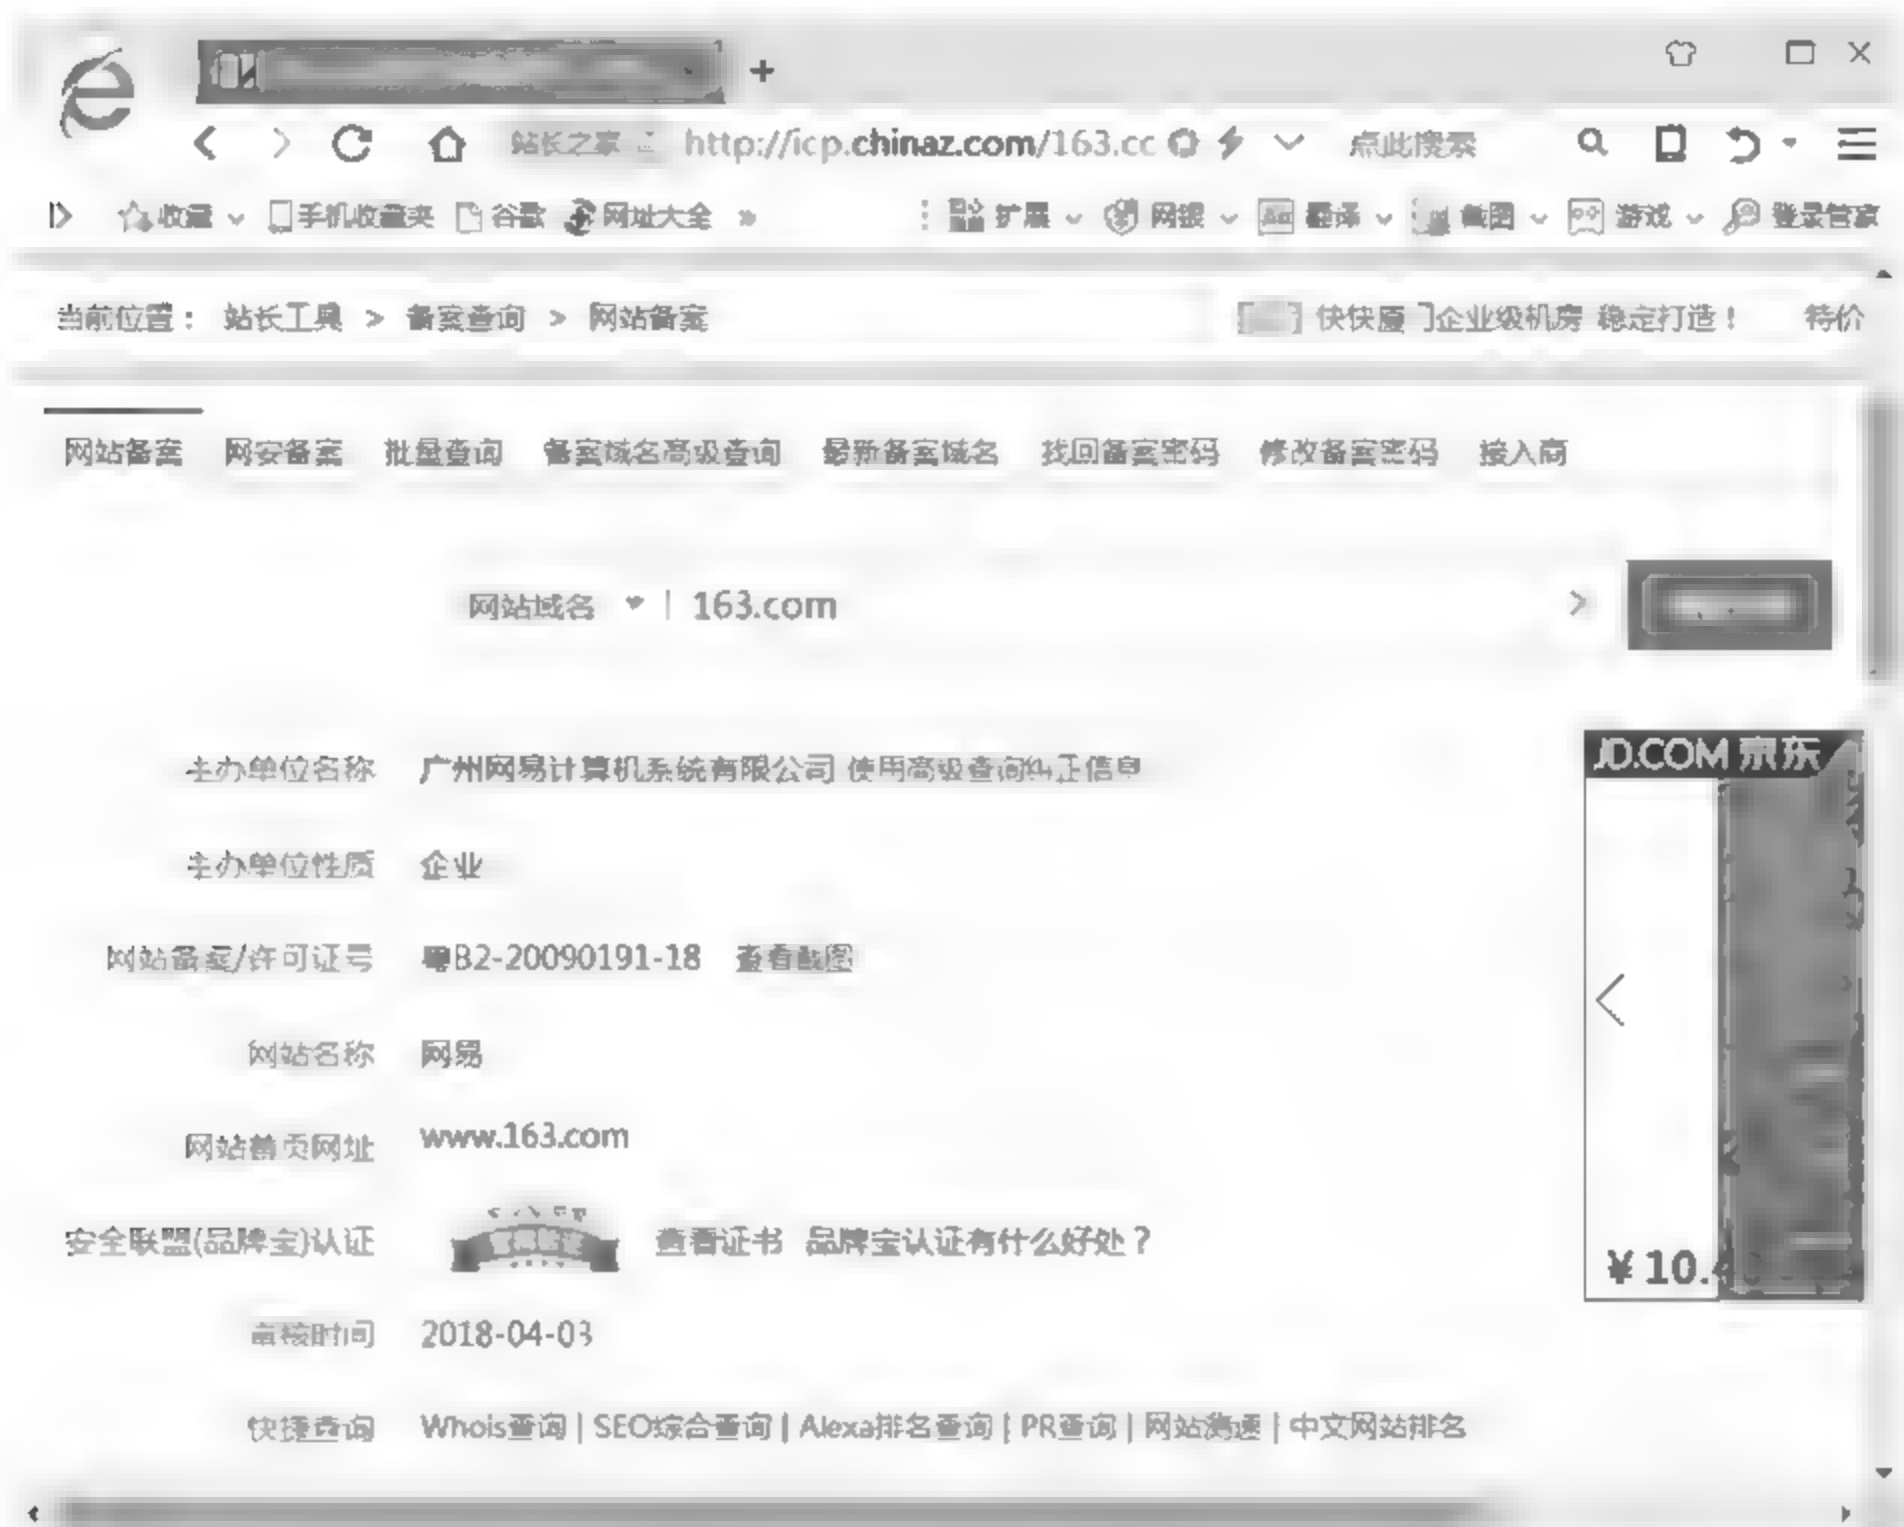 +
站长之家 http://icp.chinaz.com/163.cc 点此搜索
收藏 手机收藏夹 谷歌 网址大全 » 扩展 网银 翻译 截图 游戏 登录管家
当前位置： 站长工具 > 备案查询 > 网站备案 快快厦 ]企业级机房 稳定打造！ 特价
网站备案 网安备案 批量查询 备案域名高级查询 最新备案域名 找回备案密码 修改备案密码 接入商
网站域名 | 163.com
主办单位名称 广州网易计算机系统有限公司 使用高级查询纠正信息
JD.COM 京东
主办单位性质 企业
网站备案/许可证号 粤B2-20090191-18 查看截图
网站名称 网易
网站首页网址 www.163.com
安全联盟(品牌宝)认证 查看证书 品牌宝认证有什么好处？
¥10.4
审核时间 2018-04-03
快捷查询 Whois查询 | SEO综合查询 | Alexa排名查询 | PR查询 | 网站测速 | 中文网站排名